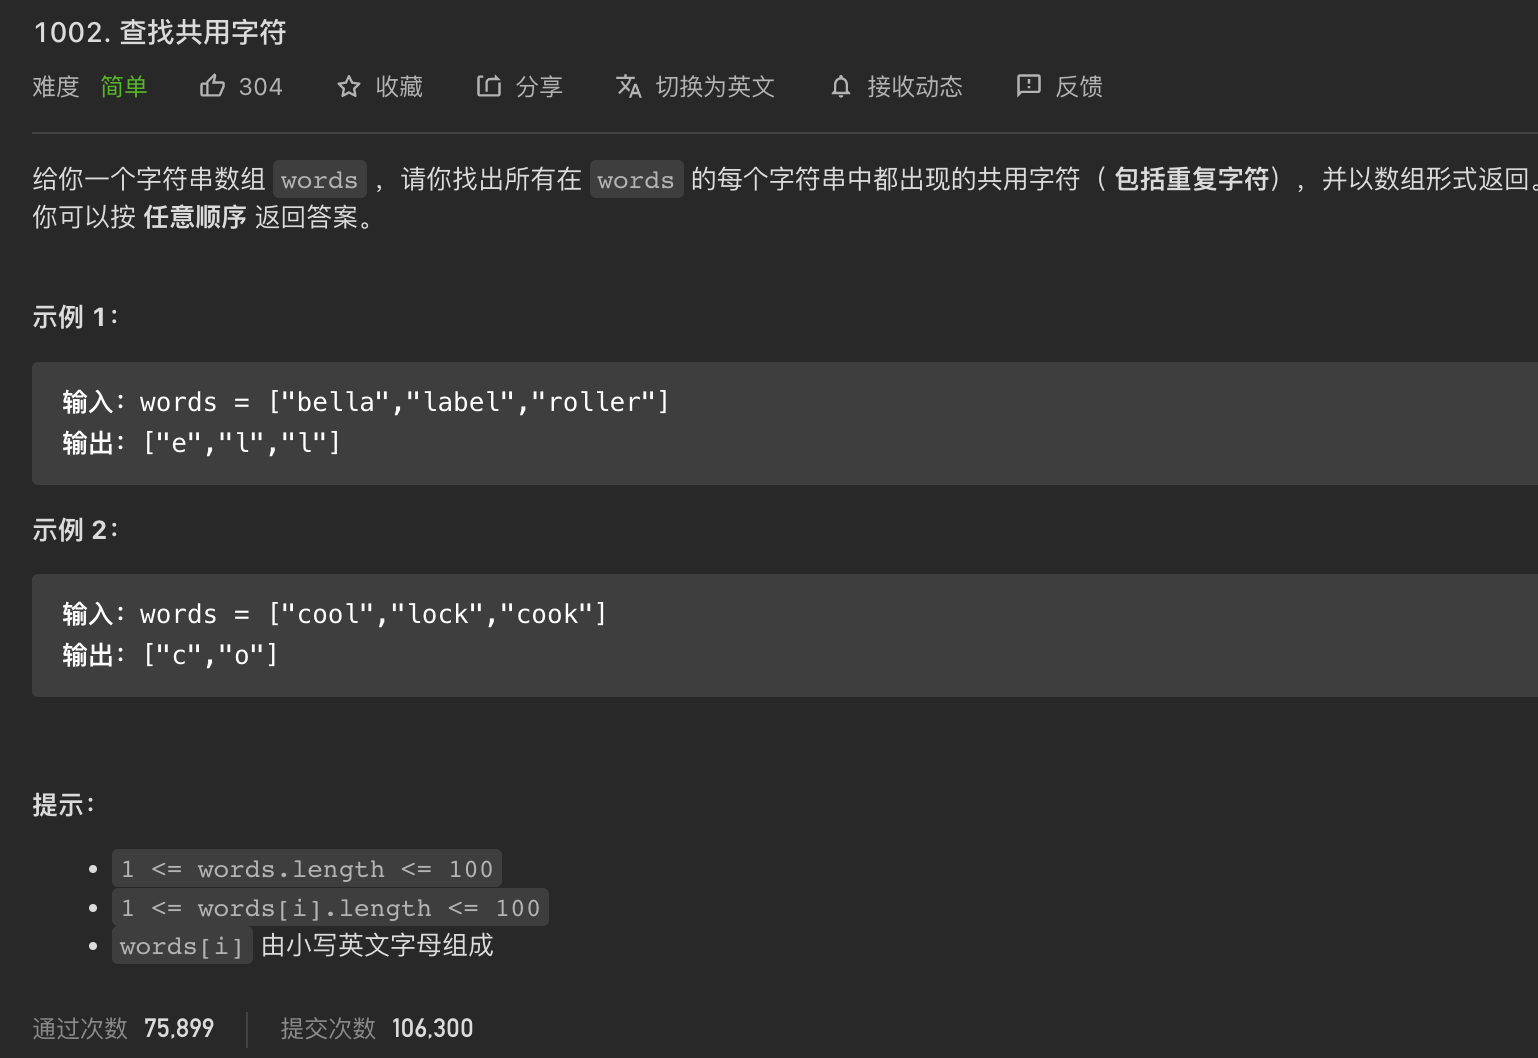 1002. 查找共用字符
难度 简单 304 收藏 分享 切换为英文 接收动态 反馈
给你一个字符串数组 words ，请你找出所有在 words 的每个字符串中都出现的共用字符（ 包括重复字符），并以数组形式返回。
你可以按 任意顺序 返回答案。
示例 1：
输入：words = ["bella","label","roller"]
输出：["e","l","l"]
示例 2：
输入：words = ["cool","lock","cook"]
输出：["c","o"]
提示：
1 <= words.length <= 100
1 <= words[i].length <= 100
words[i] 由小写英文字母组成
通过次数 75,899 提交次数 106,300